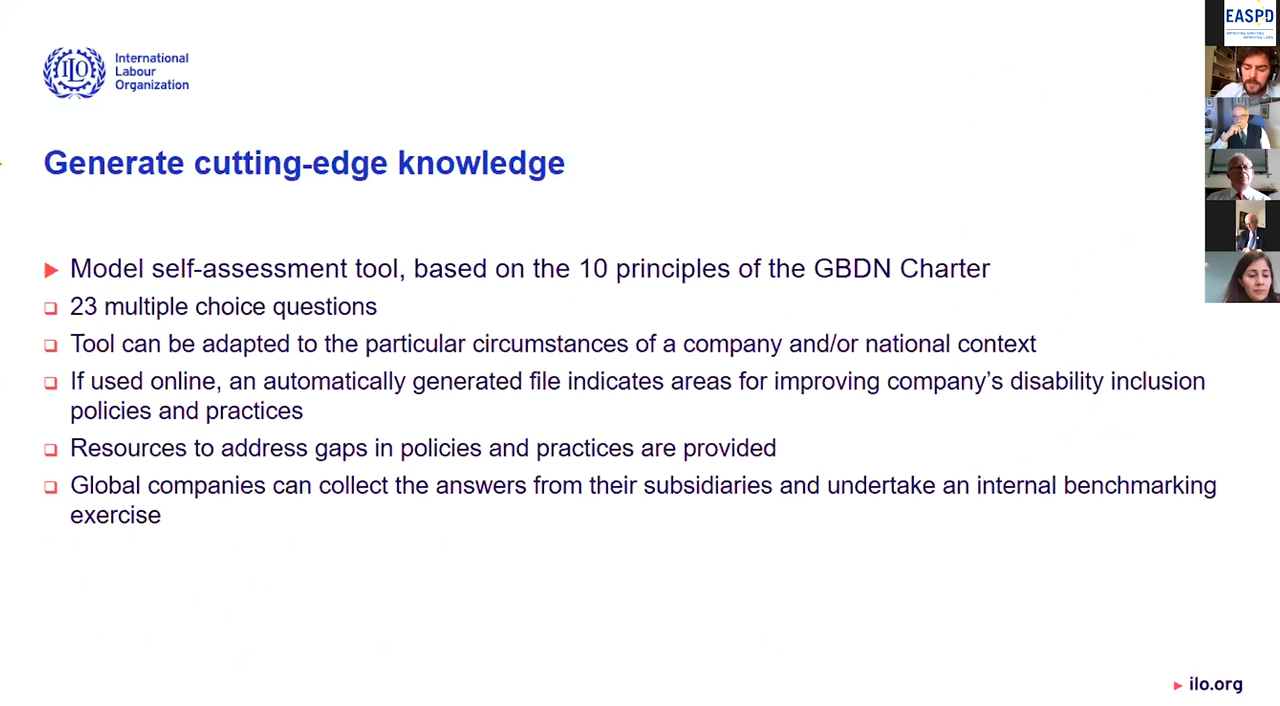 International
Labour
Organization
ILO
EASPD
Generate cutting-edge knowledge
Model self-assessment tool, based on the 10 principles of the GBDN Charter
23 multiple choice questions
Tool can be adapted to the particular circumstances of a company and/or national context
If used online, an automatically generated file indicates areas for improving company’s disability inclusion
policies and practices
Resources to address gaps in policies and practices are provided
Global companies can collect the answers from their subsidiaries and undertake an internal benchmarking
exercise
ilo.org